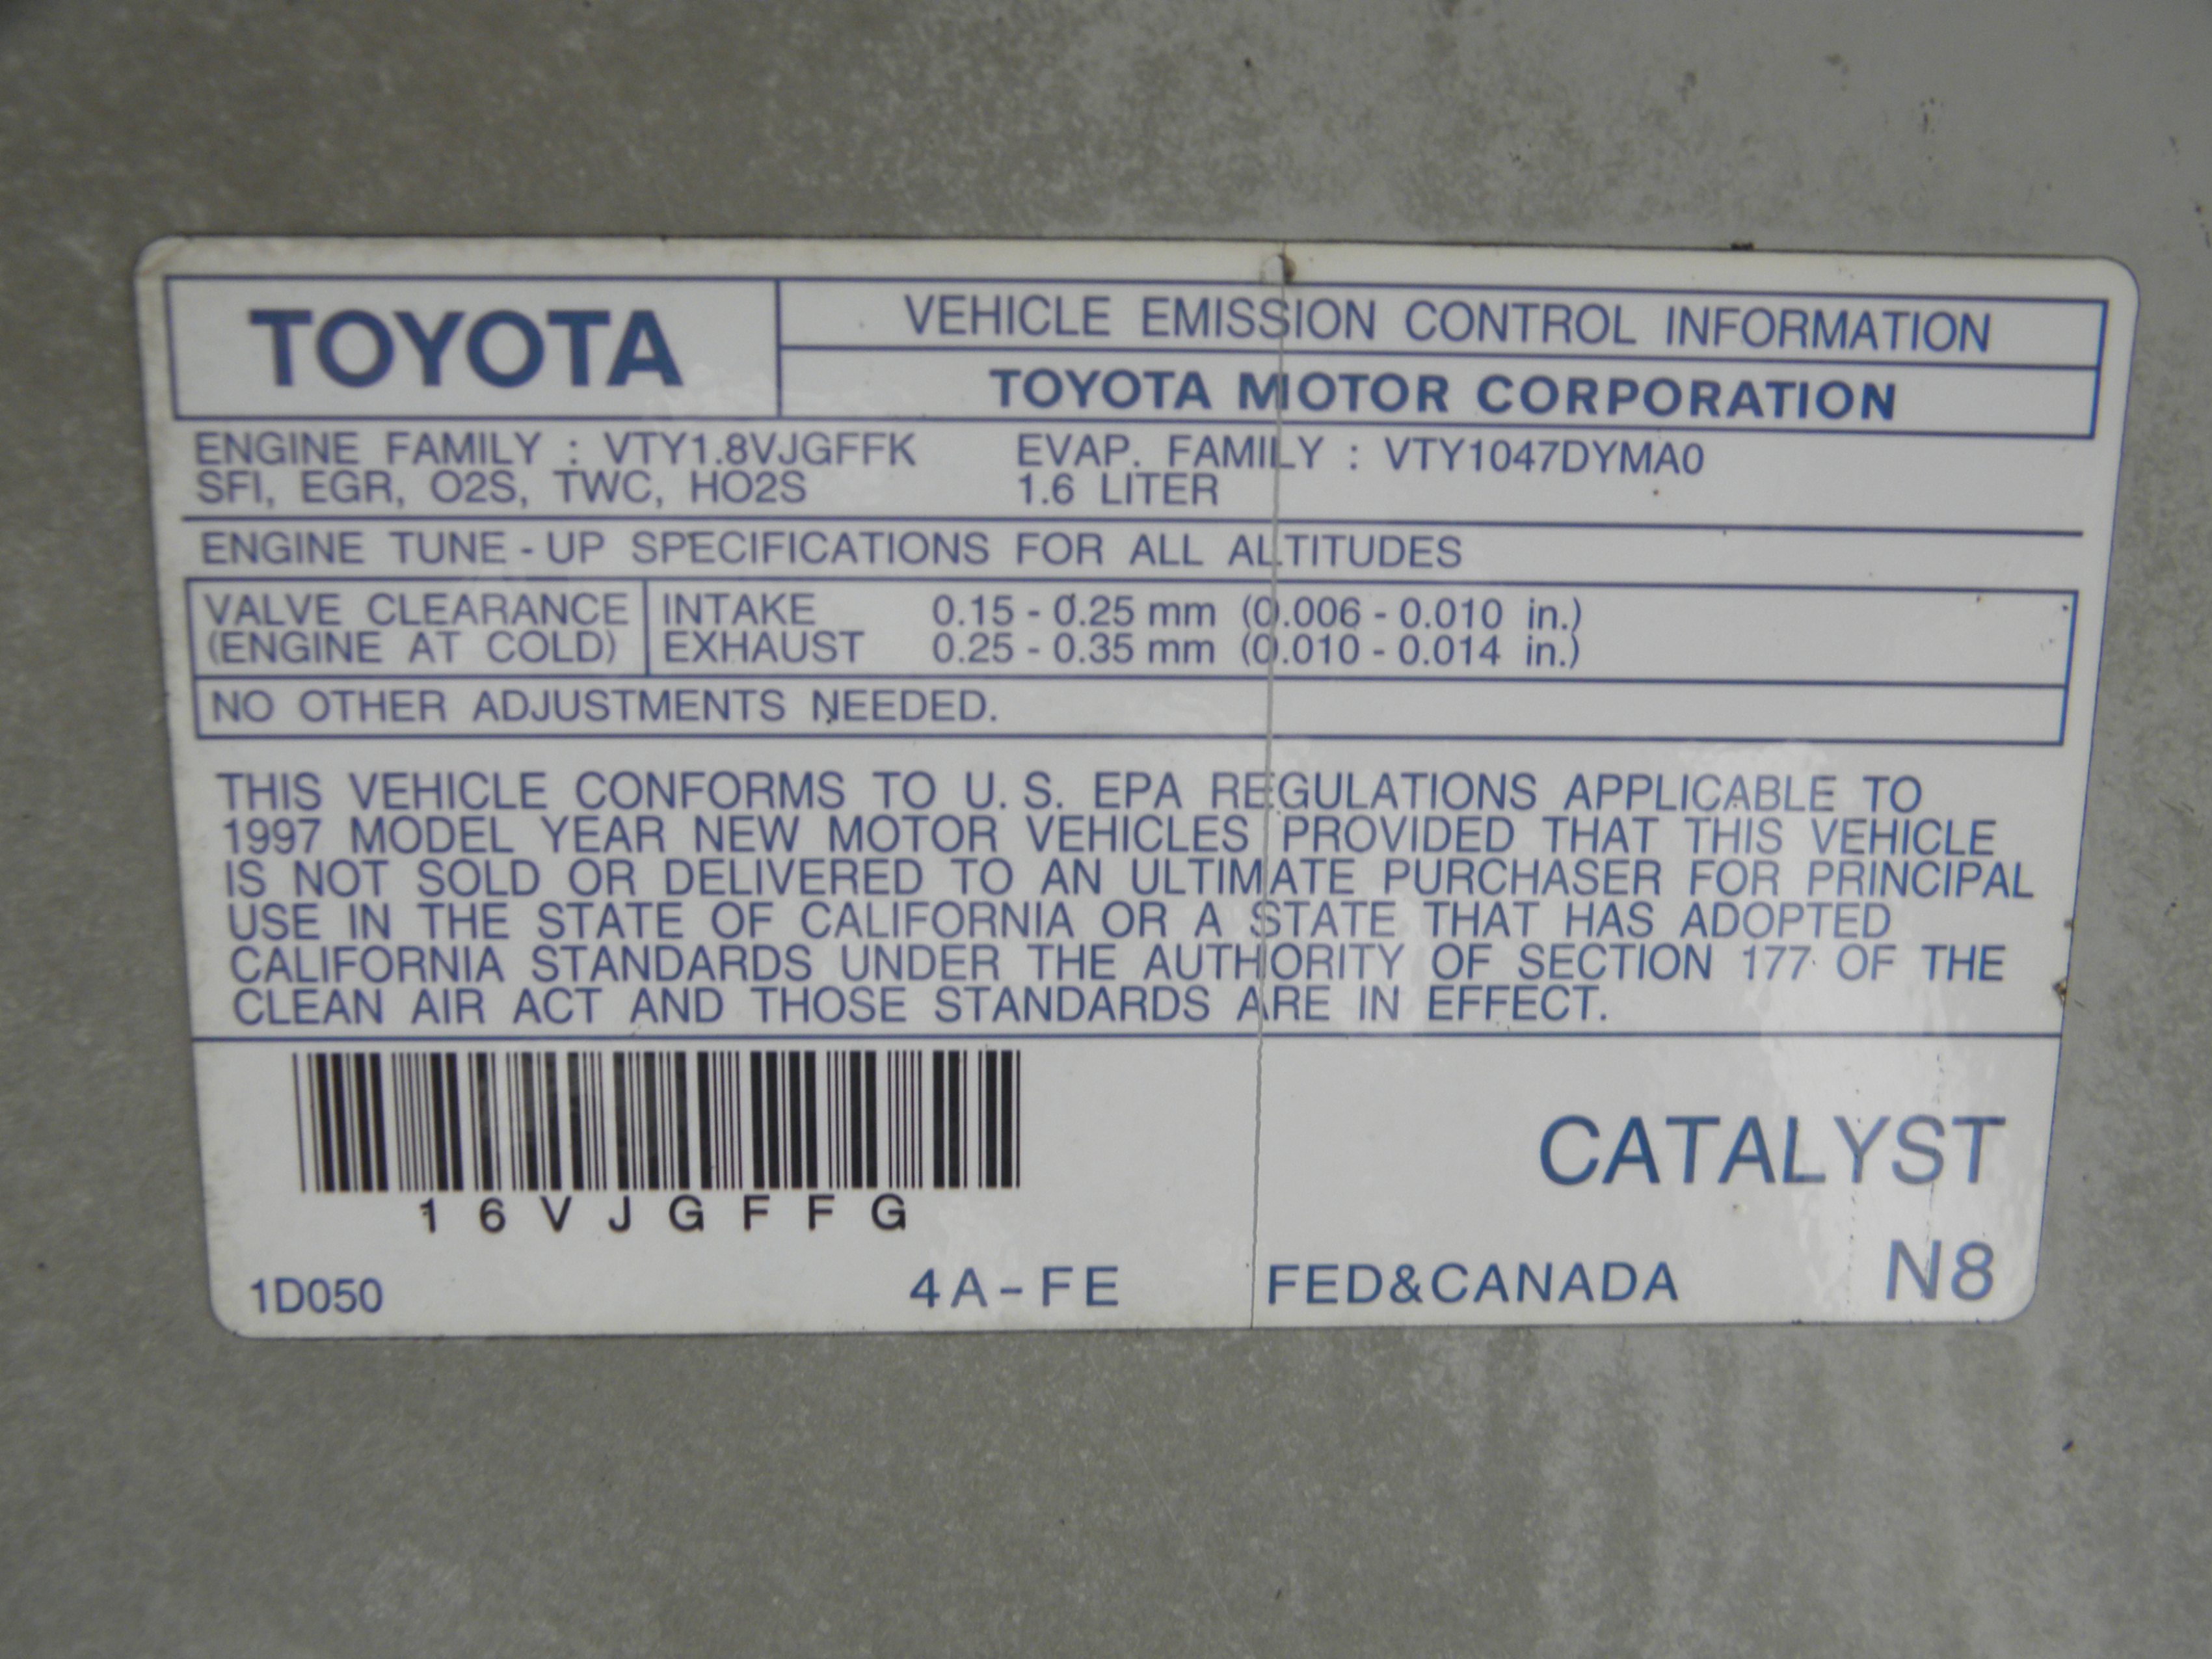 TOYOTA
VEHICLE EMISSION CONTROL INFORMATION
TOYOTA MOTOR CORPORATION
ENGINE FAMILY : VTY1.8VJGFFK EVAP. FAMILY : VTY1047DYMA0
SFI, EGR, O2S, TWC, HO2S 1.6 LITER
ENGINE TUNE-UP SPECIFICATIONS FOR ALL ALTITUDES
VALVE CLEARANCE INTAKE 0.15 - 0.25 mm (0.006 - 0.010 in.)
(ENGINE AT COLD) EXHAUST 0.25 - 0.35 mm (0.010 - 0.014 in.)
NO OTHER ADJUSTMENTS NEEDED.
THIS VEHICLE CONFORMS TO U.S. EPA REGULATIONS APPLICABLE TO
1997 MODEL YEAR NEW MOTOR VEHICLES PROVIDED THAT THIS VEHICLE
IS NOT SOLD OR DELIVERED TO AN ULTIMATE PURCHASER FOR PRINCIPAL
USE IN THE STATE OF CALIFORNIA OR A STATE THAT HAS ADOPTED
CALIFORNIA STANDARDS UNDER THE AUTHORITY OF SECTION 177 OF THE
CLEAN AIR ACT AND THOSE STANDARDS ARE IN EFFECT.
16VJGFFG
CATALYST
1D050 4A-FE FED&CANADA N8